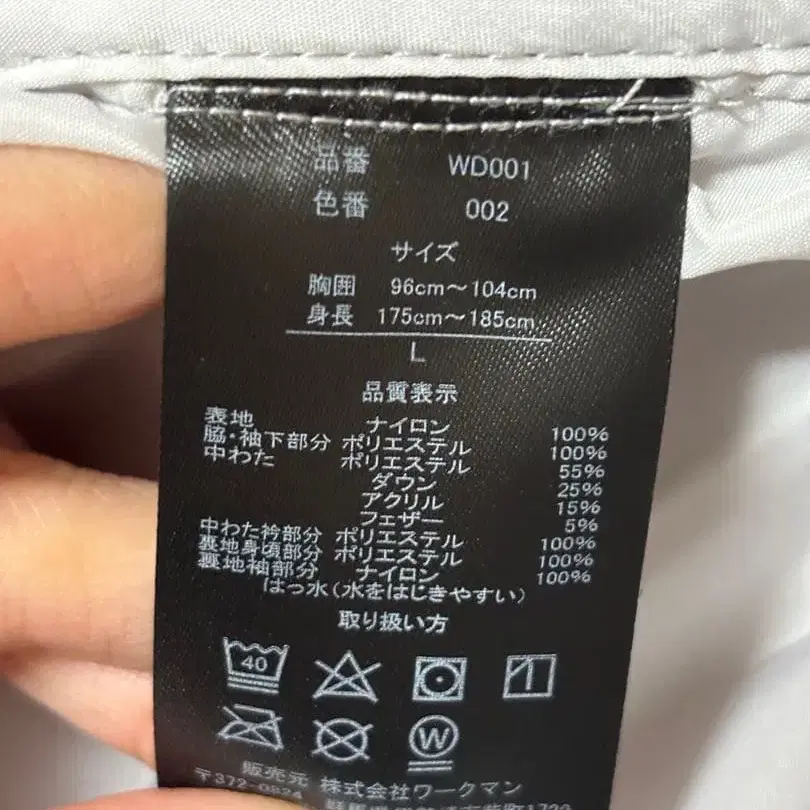 品番 WD001
色番 002
サイズ
胸囲 96cm～104cm
身長 175cm～185cm
L
品質表示
表地 ナイロン 100%
脇・袖下部分 ポリエステル 100%
中わた ポリエステル 55%
ダウン 25%
アクリル 15%
フェザー 5%
中わた衿部分 ポリエステル 100%
裏地身頃部分 ポリエステル 100%
裏地袖部分 ナイロン 100%
はっ水(水をはじきやすい)
取り扱い方
40
W
販売元 株式会社ワークマン
〒372-0824